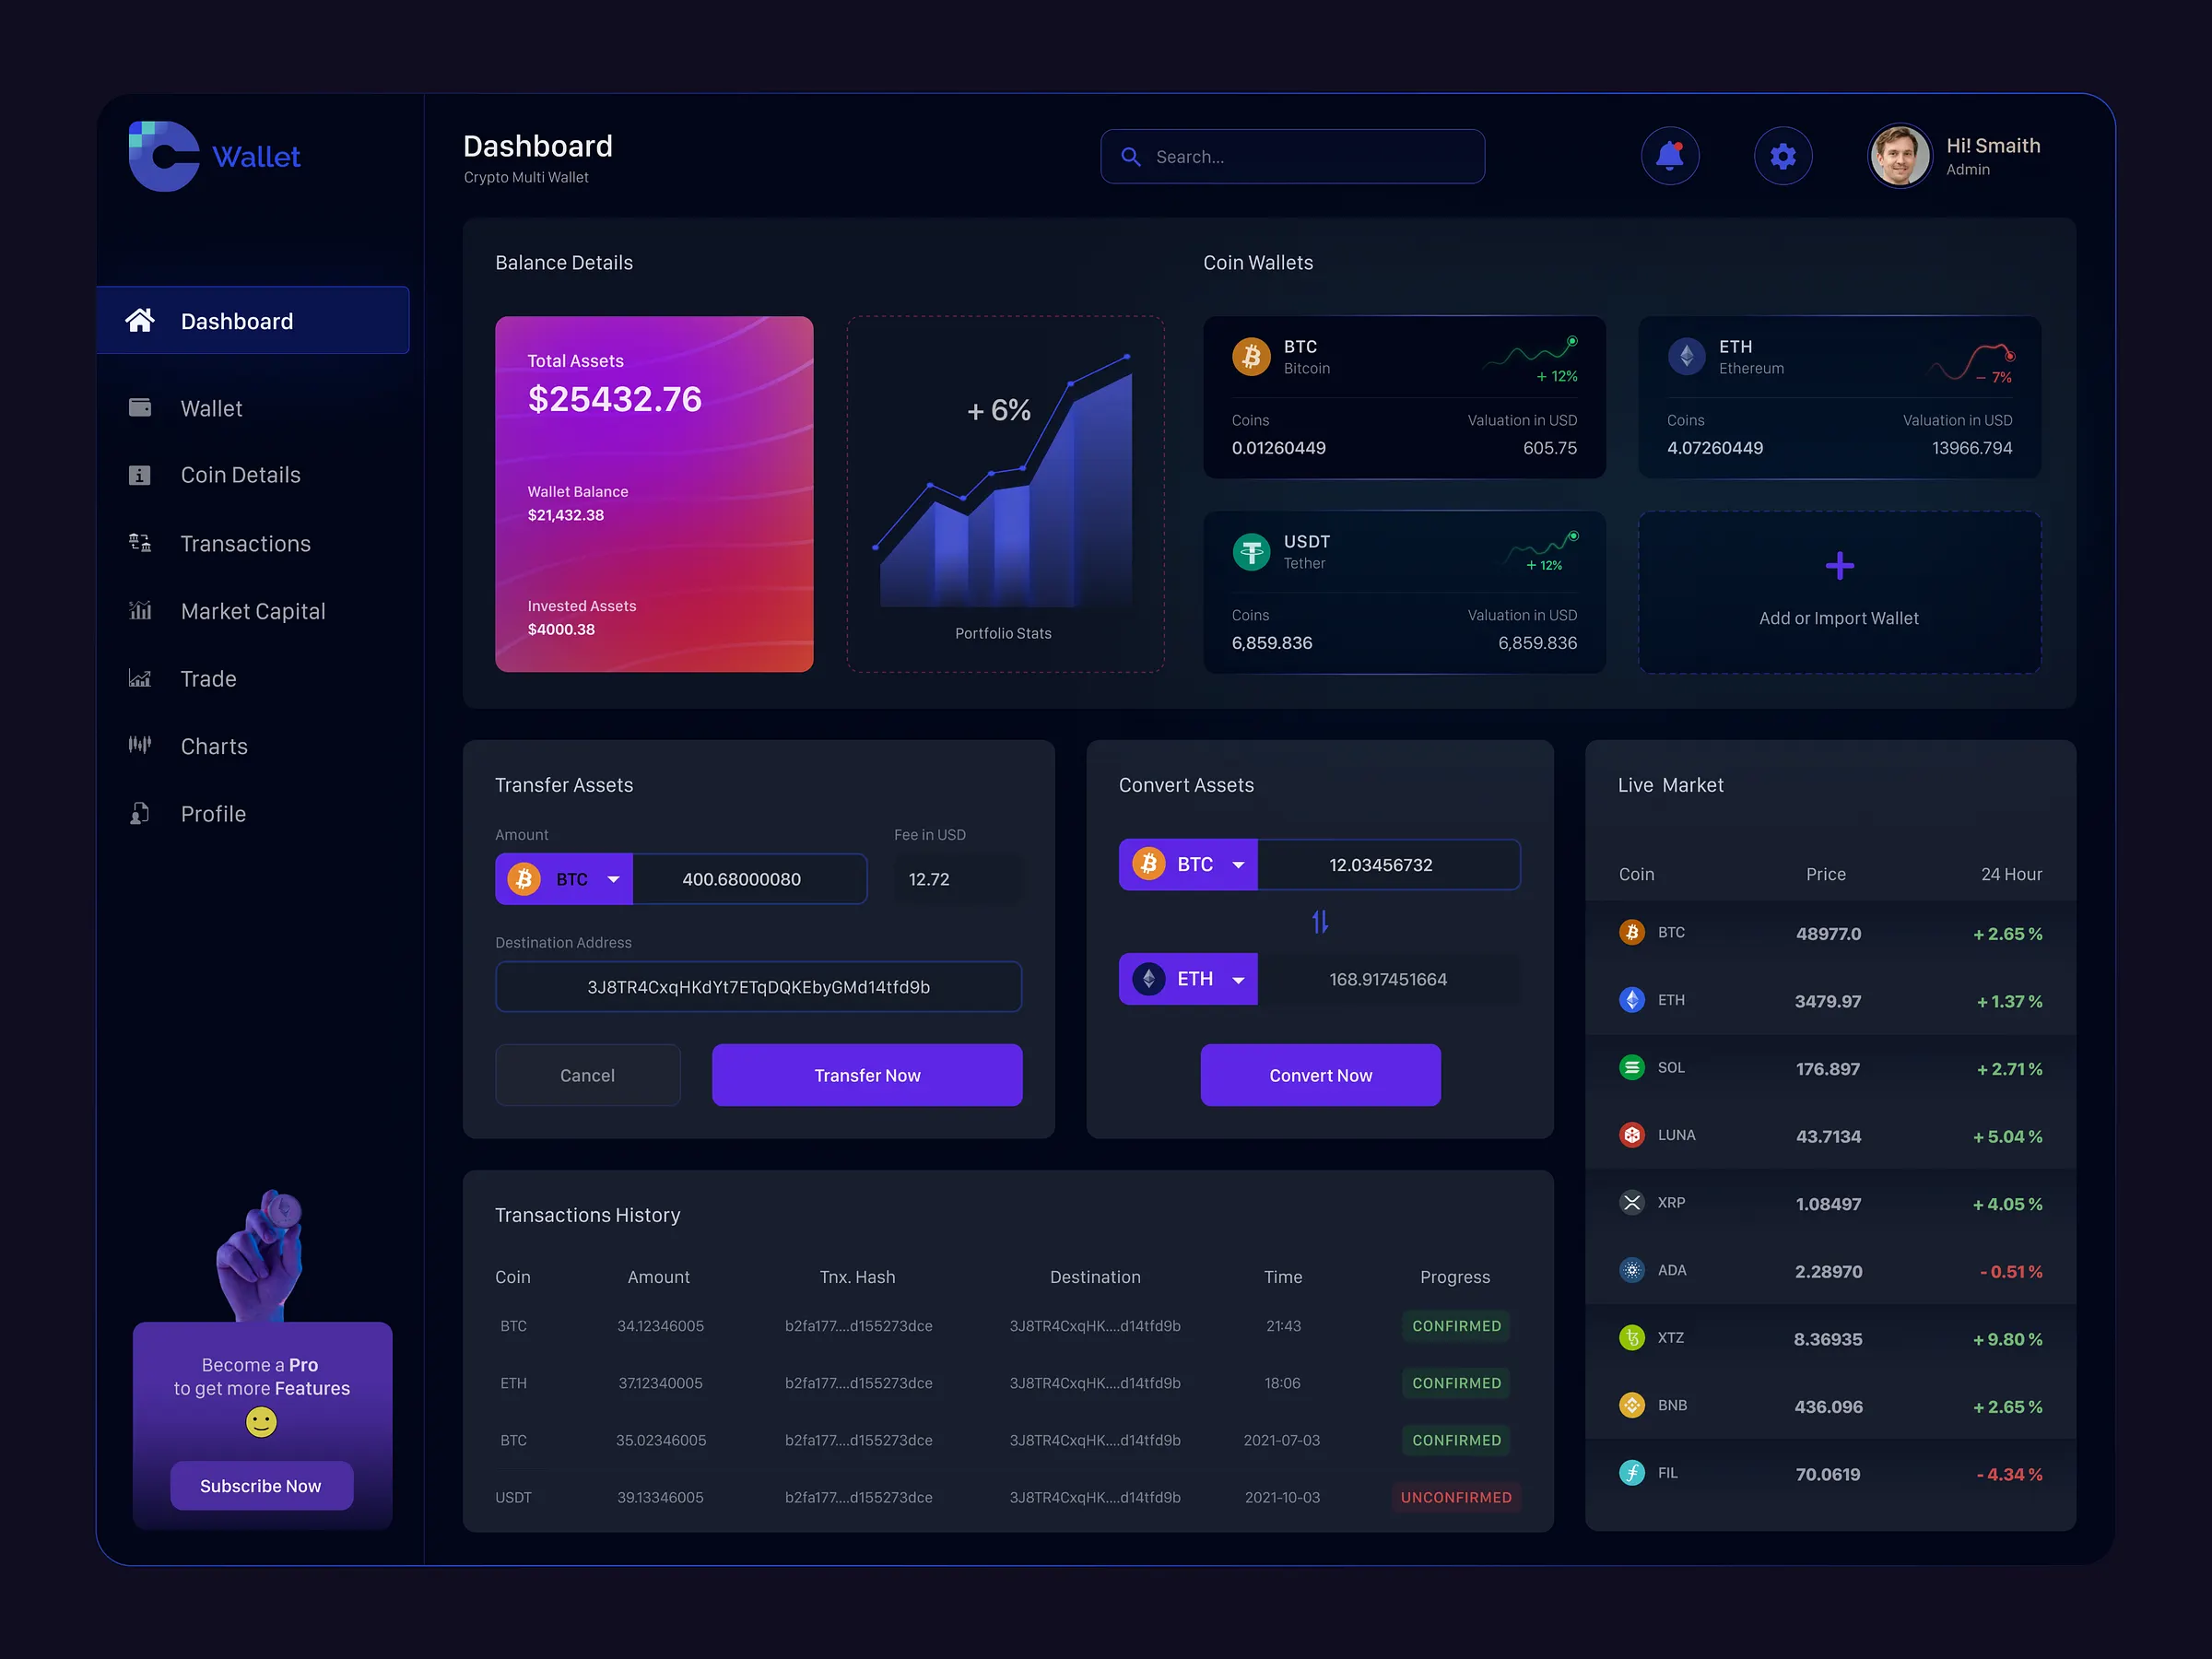 Wallet
Dashboard
Crypto Multi Wallet
Search...
Hi! Smaith
Admin
Dashboard
Wallet
Coin Details
Transactions
Market Capital
Trade
Charts
Profile
Become a Pro
to get more Features
Subscribe Now
Balance Details
Total Assets
$25432.76
Wallet Balance
$21,432.38
Invested Assets
$4000.38
+ 6%
Portfolio Stats
Coin Wallets
BTC
Bitcoin
+ 12%
Coins
Valuation in USD
0.01260449
605.75
ETH
Ethereum
- 7%
Coins
Valuation in USD
4.07260449
13966.794
USDT
Tether
+ 12%
Coins
Valuation in USD
6,859.836
6,859.836
+
Add or Import Wallet
Transfer Assets
Amount
Fee in USD
BTC
400.68000080
12.72
Destination Address
3J8TR4CxqHKdYt7ETqDQKEbyGMd14tfd9b
Cancel
Transfer Now
Convert Assets
BTC
12.03456732
ETH
168.917451664
Convert Now
Live Market
Coin Price 24 Hour
BTC 48977.0 + 2.65 %
ETH 3479.97 + 1.37 %
SOL 176.897 + 2.71 %
LUNA 43.7134 + 5.04 %
XRP 1.08497 + 4.05 %
ADA 2.28970 - 0.51 %
XTZ 8.36935 + 9.80 %
BNB 436.096 + 2.65 %
FIL 70.0619 - 4.34 %
Transactions History
Coin Amount Tnx. Hash Destination Time Progress
BTC 34.12346005 b2fa177....d155273dce 3J8TR4CxqHK....d14tfd9b 21:43 CONFIRMED
ETH 37.12340005 b2fa177....d155273dce 3J8TR4CxqHK....d14tfd9b 18:06 CONFIRMED
BTC 35.02346005 b2fa177....d155273dce 3J8TR4CxqHK....d14tfd9b 2021-07-03 CONFIRMED
USDT 39.13346005 b2fa177....d155273dce 3J8TR4CxqHK....d14tfd9b 2021-10-03 UNCONFIRMED